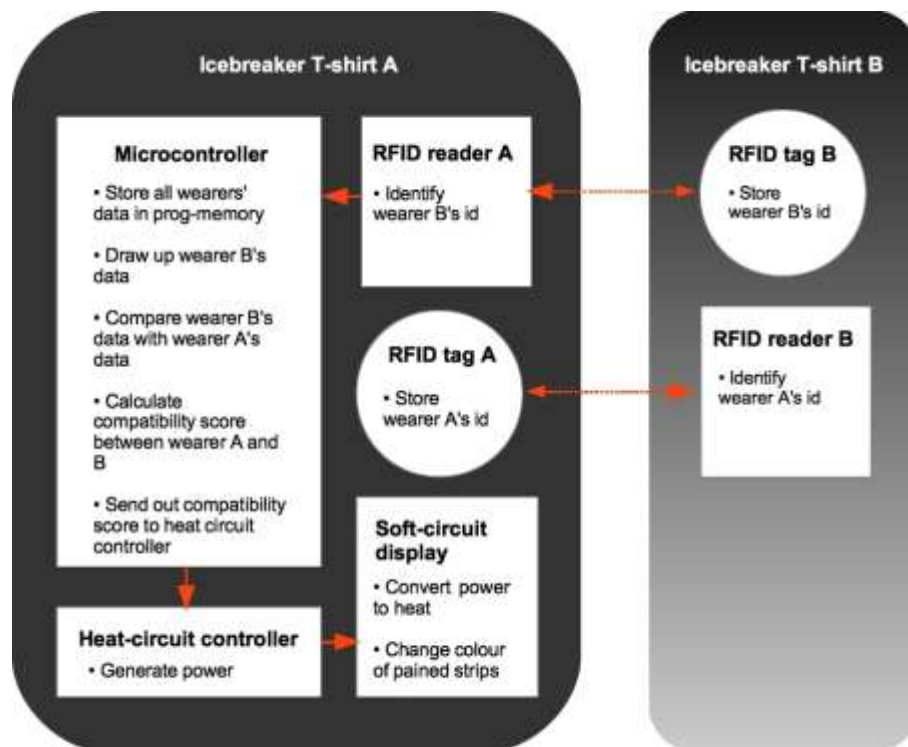 Icebreaker T-shirt A
Microcontroller
• Store all wearers'
data in prog-memory
• Draw up wearer B's
data
• Compare wearer B's
data with wearer A's
data
• Calculate
compatibility score
between wearer A and
B
• Send out compatibility
score to heat circuit
controller
RFID reader A
• Identify
wearer B's id
RFID tag A
• Store
wearer A's id
Heat-circuit controller
• Generate power
Soft-circuit
display
• Convert power
to heat
• Change colour
of pained strips
Icebreaker T-shirt B
RFID tag B
• Store
wearer B's id
RFID reader B
• Identify
wearer A's id